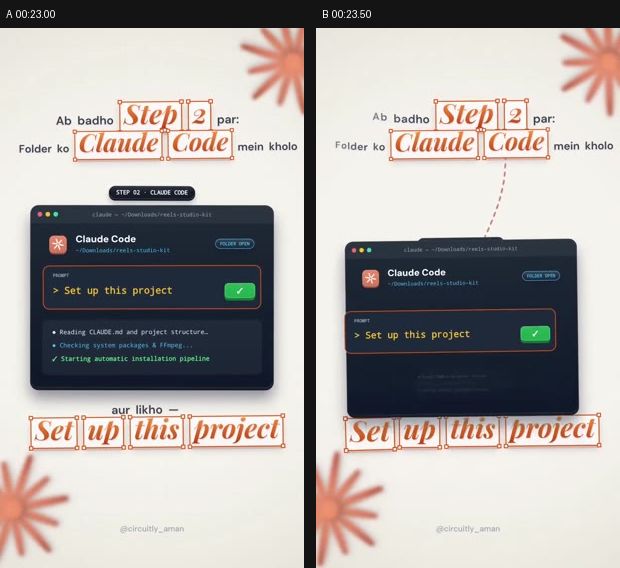 A 00:23.00
Ab badho Step 2 par:
Folder ko Claude Code mein kholo
STEP 02 · CLAUDE CODE
claude — ~/Downloads/reels-studio-kit
Claude Code
~/Downloads/reels-studio-kit
FOLDER OPEN
PROMPT
> Set up this project
✓
• Reading CLAUDE.md and project structure…
• Checking system packages & FFmpeg...
✓ Starting automatic installation pipeline
aur likho —
Set up this project
@circuitly_aman
B 00:23.50
Ab badho Step 2 par:
Folder ko Claude Code mein kholo
claude — ~/Downloads/reels-studio-kit
Claude Code
~/Downloads/reels-studio-kit
FOLDER OPEN
PROMPT
> Set up this project
✓
Set up this project
@circuitly_aman